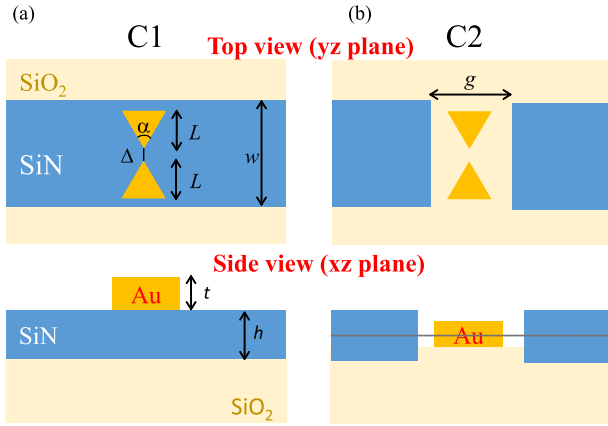 (a)
(b)
C1
C2
Top view (yz plane)
SiO₂
g
α
L
Δ
w
SiN
L
Side view (xz plane)
Au
t
SiN
h
Au
SiO₂